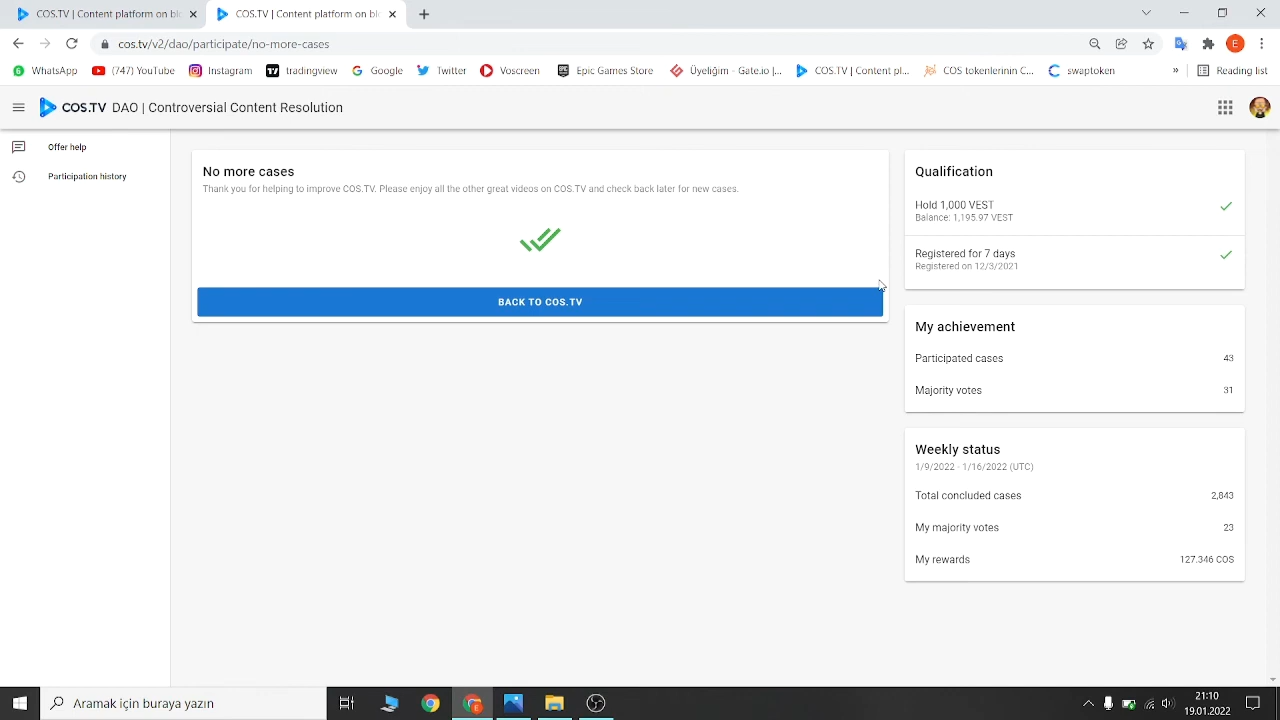 COS.TV | Content platform on bl
COS.TV | Content platform on bl
cos.tv/v2/dao/participate/no-more-cases
E
WhatsApp
(747) YouTube
Instagram
tradingview
Google
Twitter
Voscreen
Epic Games Store
Üyeliğin - Gate.io |...
COS.TV | Content pl...
COS tokenlerinin C...
swaptoken
»
Reading list
COS.TV DAO | Controversial Content Resolution
Offer help
Participation history
No more cases
Thank you for helping to improve COS.TV. Please enjoy all the other great videos on COS.TV and check back later for new cases.
BACK TO COS.TV
Qualification
Hold 1,000 VEST
Balance: 1,195.97 VEST
Registered for 7 days
Registered on 12/3/2021
My achievement
Participated cases 43
Majority votes 31
Weekly status
1/9/2022 - 1/16/2022 (UTC)
Total concluded cases 2,843
My majority votes 23
My rewards 127.346 COS
Aramak için buraya yazın
21:10
19.01.2022